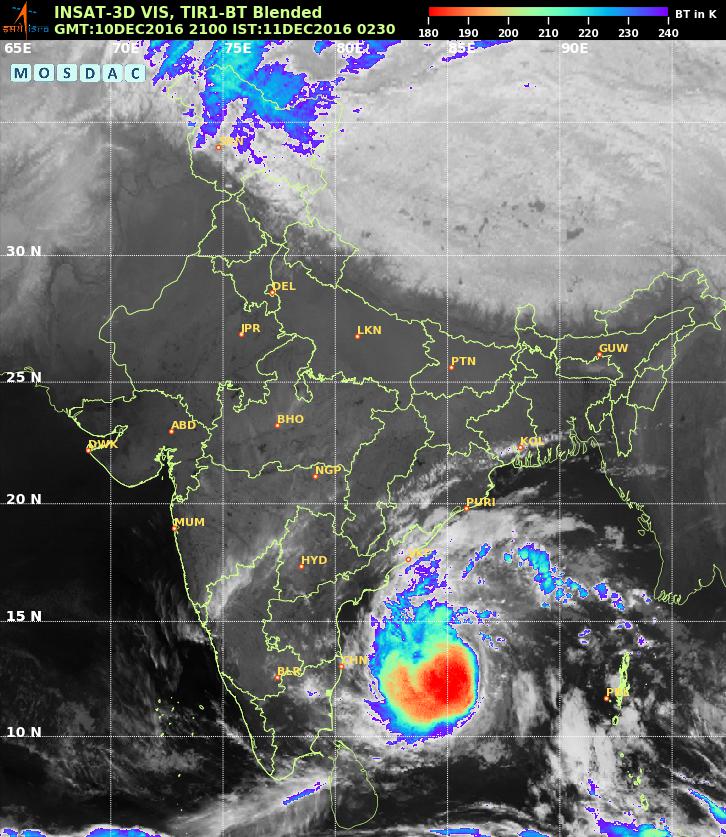 INSAT-3D VIS, TIR1-BT Blended
GMT:10DEC2016 2100 IST:11DEC2016 0230
BT in K
180 190 200 210 220 230 240
65E 70E 75E 80E 85E 90E
MOSDAC
30 N
DEL
JPR
LKN
GUW
PTN
25 N
ABD
BHO
DWK
KOL
NGP
20 N
PURI
MUM
HYD
15 N
CHN
BLR
10 N